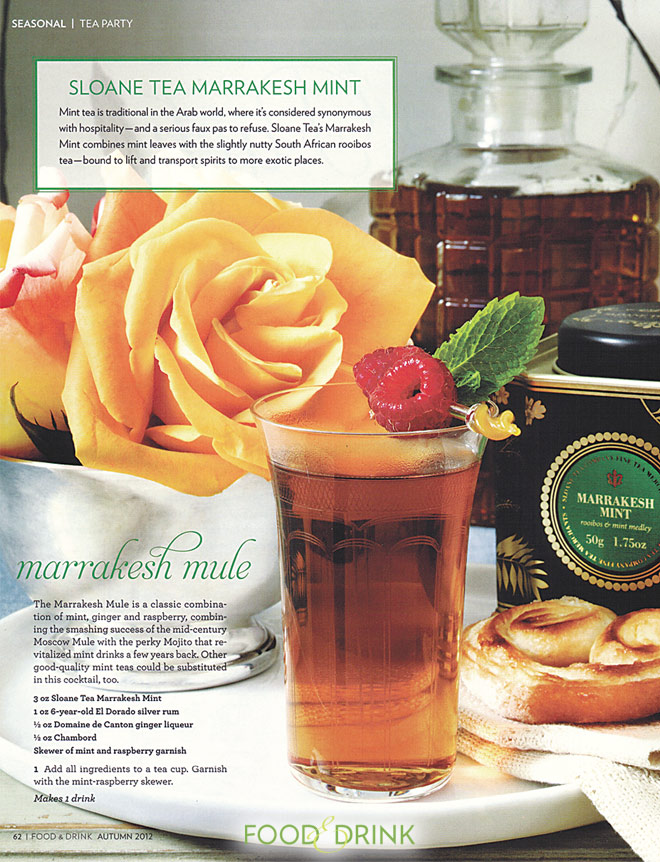 SEASONAL | TEA PARTY
SLOANE TEA MARRAKESH MINT
Mint tea is traditional in the Arab world, where it's considered synonymous
with hospitality—and a serious faux pas to refuse. Sloane Tea's Marrakesh
Mint combines mint leaves with the slightly nutty South African rooibos
tea—bound to lift and transport spirits to more exotic places.
MARRAKESH
MINT
rooibos & mint medley
50g 1.75oz
marrakesh mule
The Marrakesh Mule is a classic combina-
tion of mint, ginger and raspberry, combin-
ing the smashing success of the mid-century
Moscow Mule with the perky Mojito that re-
vitalized mint drinks a few years back. Other
good-quality mint teas could be substituted
in this cocktail, too.
3 oz Sloane Tea Marrakesh Mint
1 oz 6-year-old El Dorado silver rum
½ oz Domaine de Canton ginger liqueur
½ oz Chambord
Skewer of mint and raspberry garnish
1 Add all ingredients to a tea cup. Garnish
with the mint-raspberry skewer.
Makes 1 drink
62 | FOOD & DRINK AUTUMN 2012
FOOD & DRINK